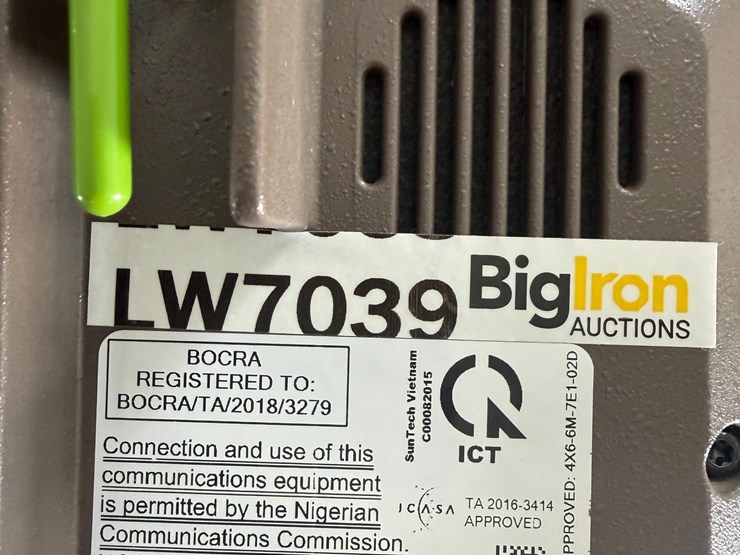 LW7039
BigIron
AUCTIONS
BOCRA
REGISTERED TO:
BOCRA/TA/2018/3279
Connection and use of this
communications equipment
is permitted by the Nigerian
Communications Commission.
SunTech Vietnam
C00082015
ICT
ICASA
TA 2016-3414
APPROVED
PPROVED: 4X6-6M-7E1-02D